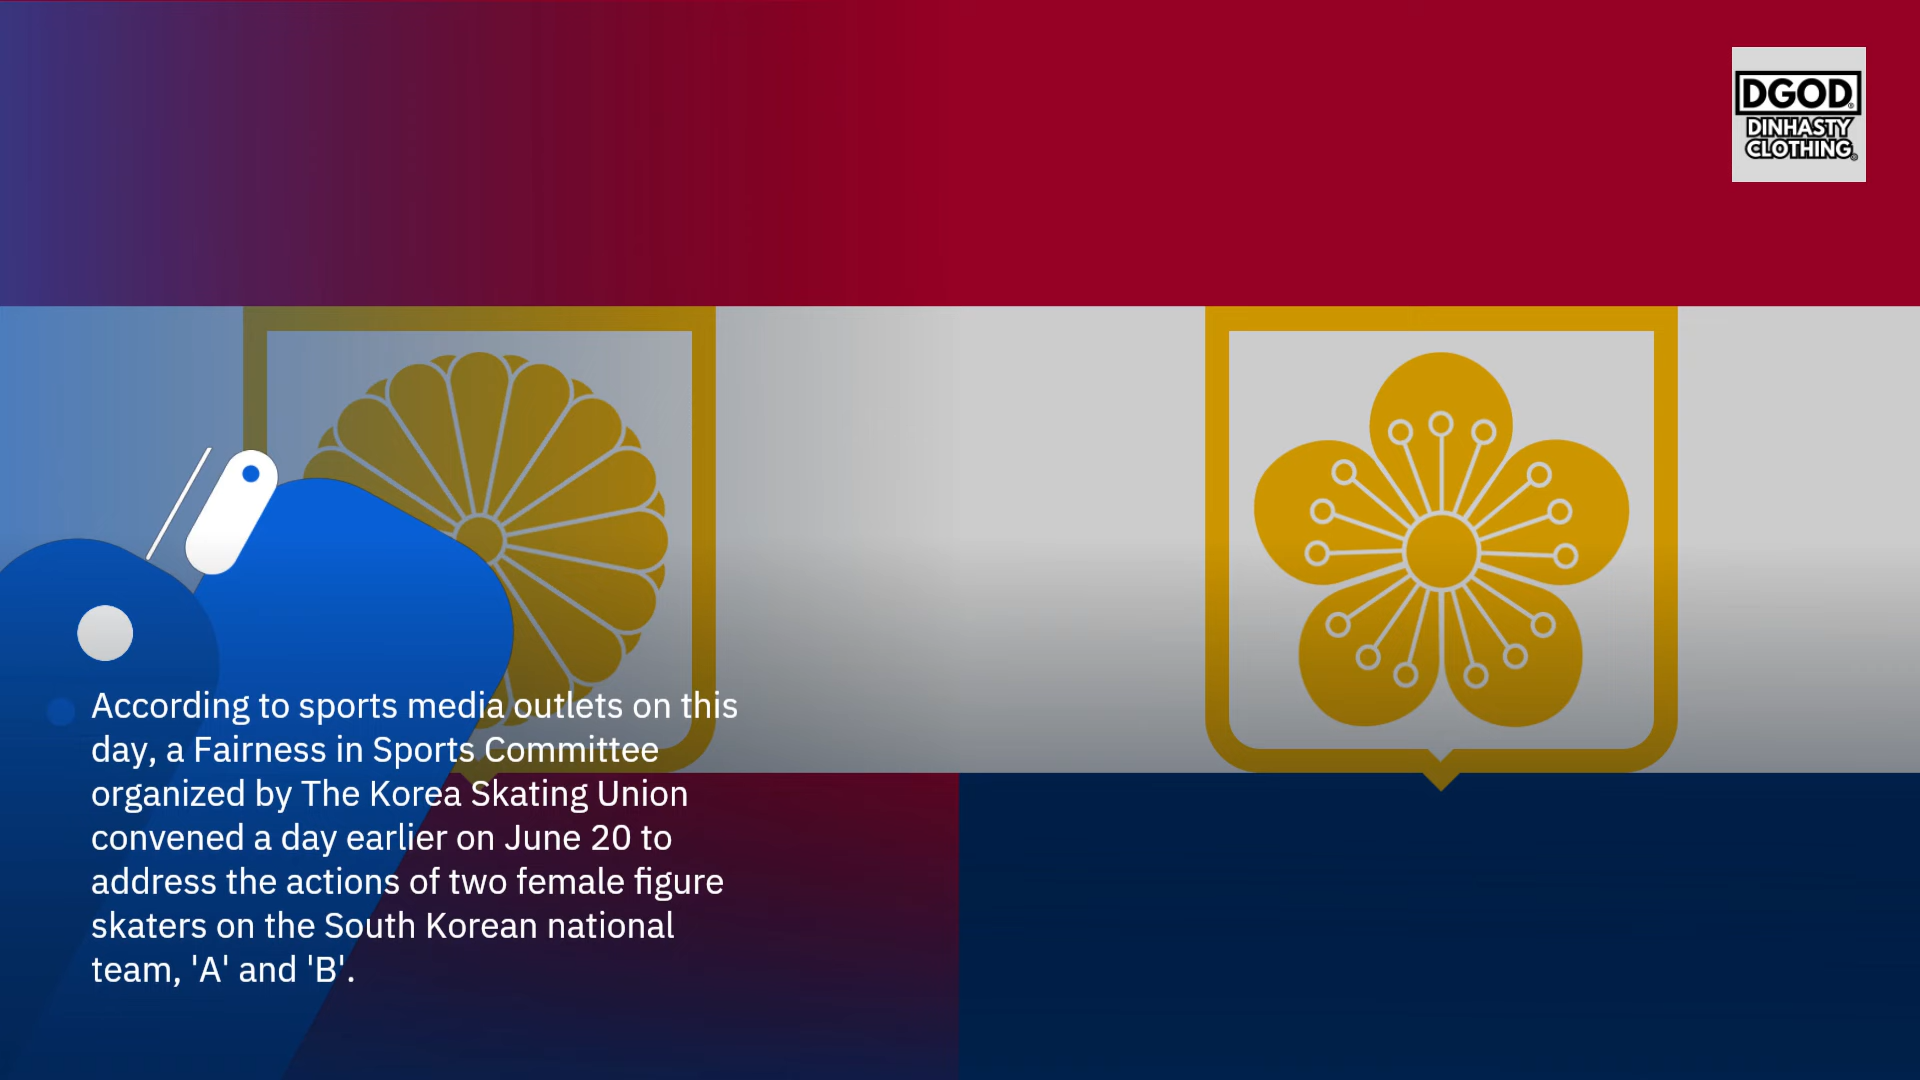 DGOD
DINHASTY
CLOTHING
According to sports media outlets on this
day, a Fairness in Sports Committee
organized by The Korea Skating Union
convened a day earlier on June 20 to
address the actions of two female figure
skaters on the South Korean national
team, 'A' and 'B'.